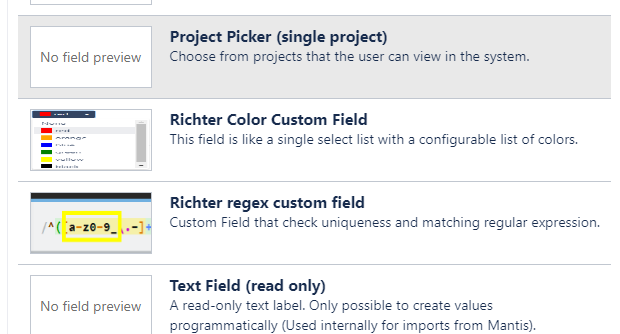 Project Picker (single project)
No field preview
Choose from projects that the user can view in the system.
Richter Color Custom Field
This field is like a single select list with a configurable list of colors.
Richter regex custom field
Custom Field that check uniqueness and matching regular expression.
/^([a-z0-9_\.-]+
Text Field (read only)
No field preview
A read-only text label. Only possible to create values
programmatically (Used internally for imports from Mantis).